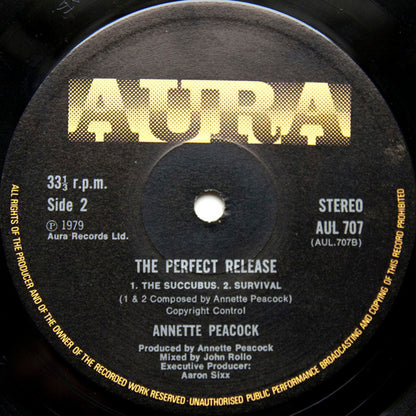 AURA
33⅓ r.p.m.
Side 2
Ⓟ 1979
Aura Records Ltd.
STEREO
AUL 707
(AUL.707B)
THE PERFECT RELEASE
1. THE SUCCUBUS. 2. SURVIVAL
(1 & 2 Composed by Annette Peacock)
Copyright Control
ANNETTE PEACOCK
Produced by Annette Peacock
Mixed by John Rollo
Executive Producer:
Aaron Sixx
ALL RIGHTS OF THE PRODUCER AND OF THE OWNER OF THE RECORDED WORK RESERVED · UNAUTHORISED PUBLIC PERFORMANCE BROADCASTING AND COPYING OF THIS RECORD PROHIBITED